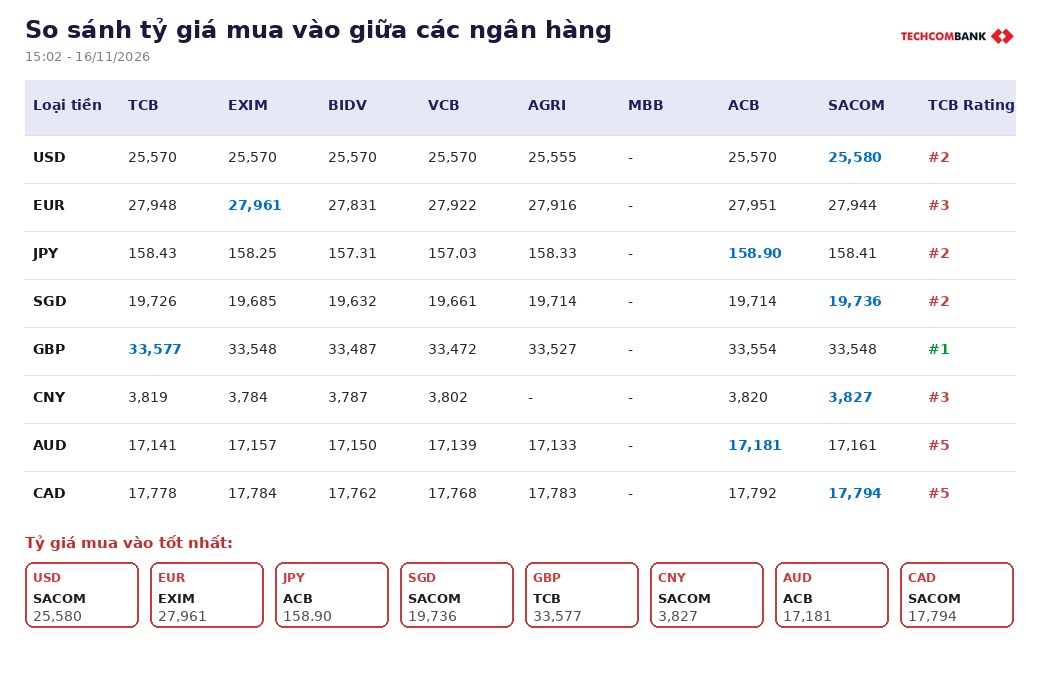 So sánh tỷ giá mua vào giữa các ngân hàng
TECHCOMBANK
15:02 - 16/11/2026
Loại tiền TCB EXIM BIDV VCB AGRI MBB ACB SACOM TCB Rating
USD 25,570 25,570 25,570 25,570 25,555 - 25,570 25,580 #2
EUR 27,948 27,961 27,831 27,922 27,916 - 27,951 27,944 #3
JPY 158.43 158.25 157.31 157.03 158.33 - 158.90 158.41 #2
SGD 19,726 19,685 19,632 19,661 19,714 - 19,714 19,736 #2
GBP 33,577 33,548 33,487 33,472 33,527 - 33,554 33,548 #1
CNY 3,819 3,784 3,787 3,802 - - 3,820 3,827 #3
AUD 17,141 17,157 17,150 17,139 17,133 - 17,181 17,161 #5
CAD 17,778 17,784 17,762 17,768 17,783 - 17,792 17,794 #5
Tỷ giá mua vào tốt nhất:
USD EUR JPY SGD GBP CNY AUD CAD
SACOM EXIM ACB SACOM TCB SACOM ACB SACOM
25,580 27,961 158.90 19,736 33,577 3,827 17,181 17,794